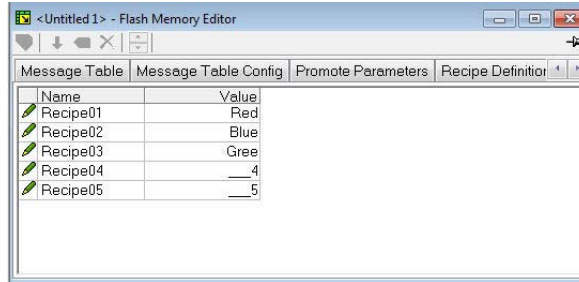 <Untitled 1> - Flash Memory Editor
Message Table Message Table Config Promote Parameters Recipe Definition
Name Value
Recipe01 Red
Recipe02 Blue
Recipe03 Gree
Recipe04 ___4
Recipe05 ___5